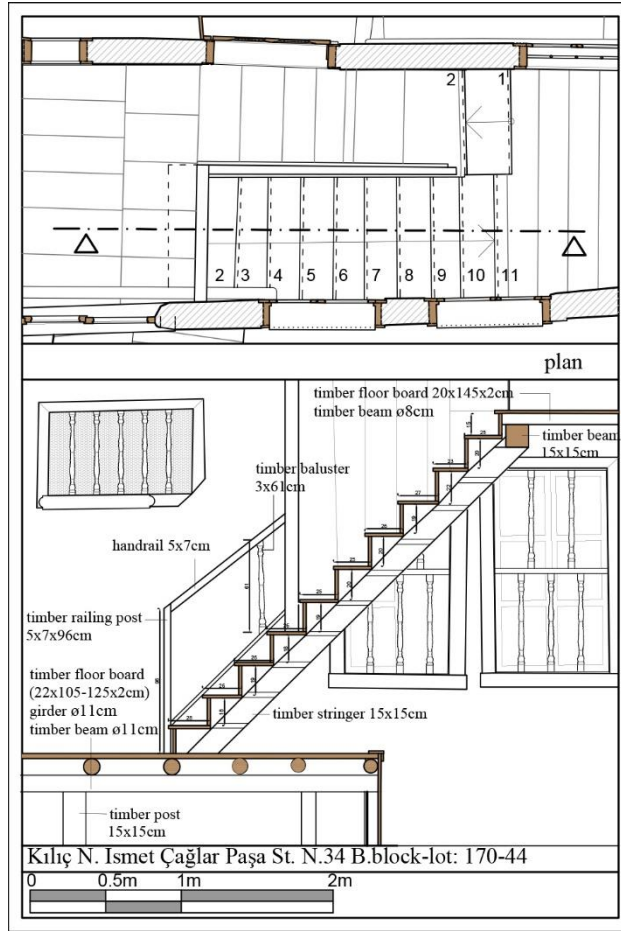 2 1
2 3 4 5 6 7 8 9 10 11
plan
timber floor board 20x145x2cm
timber beam ø8cm
timber beam
15x15cm
timber baluster
3x61cm
handrail 5x7cm
timber railing post
5x7x96cm
timber floor board
(22x105-125x2cm)
girder ø11cm
timber beam ø11cm
timber stringer 15x15cm
timber post
15x15cm
Kılıç N. Ismet Çağlar Paşa St. N.34 B.block-lot: 170-44
0 0.5m 1m 2m